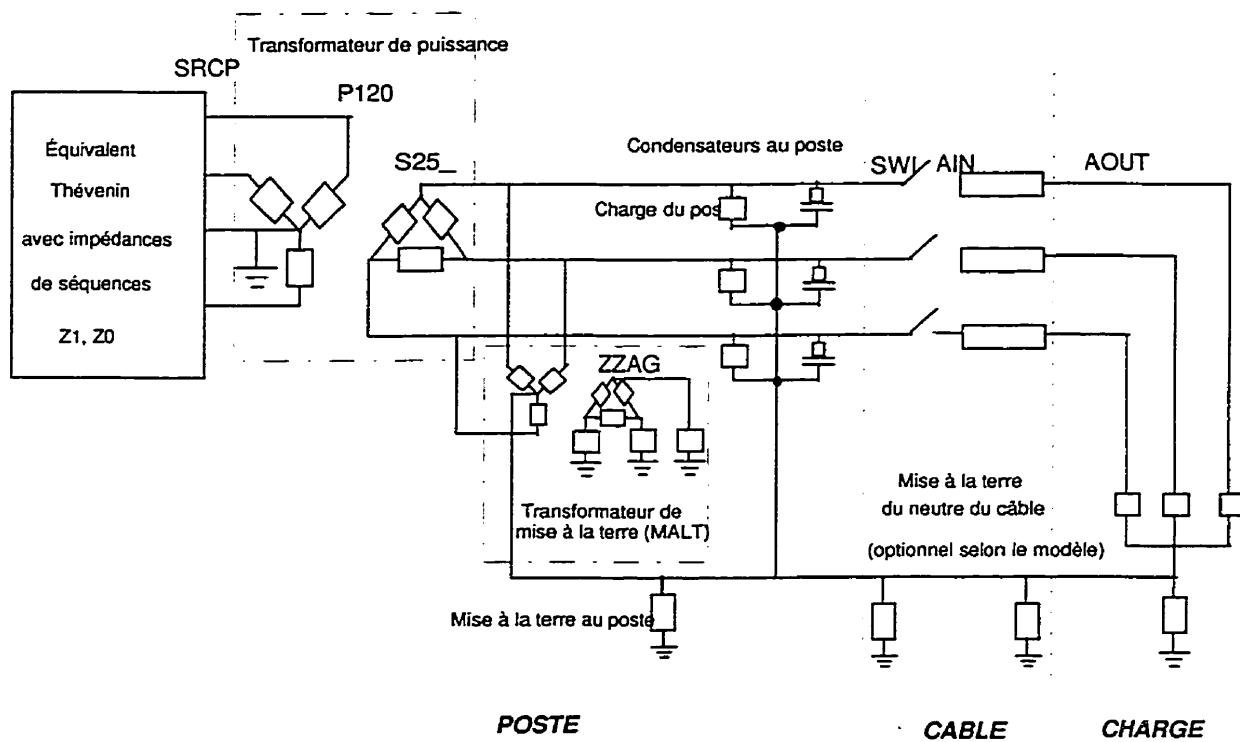 Transformateur de puissance
SRCP
P120
Équivalent
Thévenin
avec impédances
de séquences
Z1, Z0
S25_
Condensateurs au poste
Charge du pos
SWI AIN
AOUT
ZZAG
Transformateur de
mise à la terre (MALT)
Mise à la terre
du neutre du câble
(optionnel selon le modèle)
Mise à la terre au poste
POSTE
CABLE
CHARGE